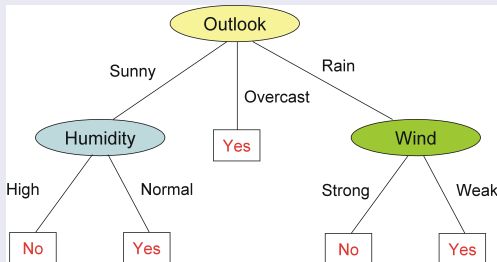 Outlook
Sunny
Overcast
Rain
Humidity
Yes
Wind
High
Normal
Strong
Weak
No
Yes
No
Yes